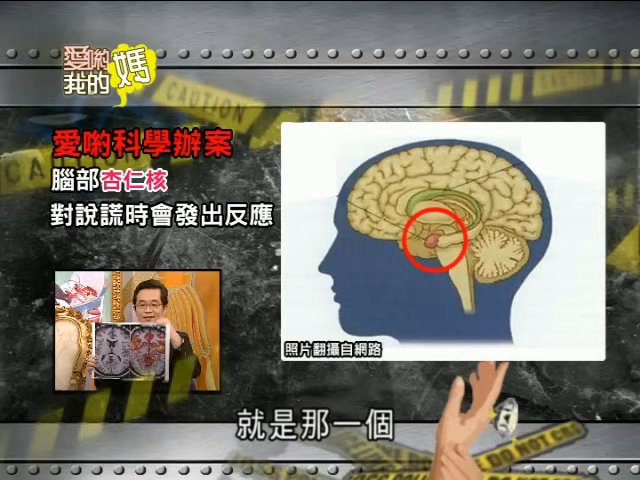 愛喲
我的媽
CAUTION
愛喲科學辦案
腦部杏仁核
對說謊時會發出反應
照片翻攝自網路
就是那一個